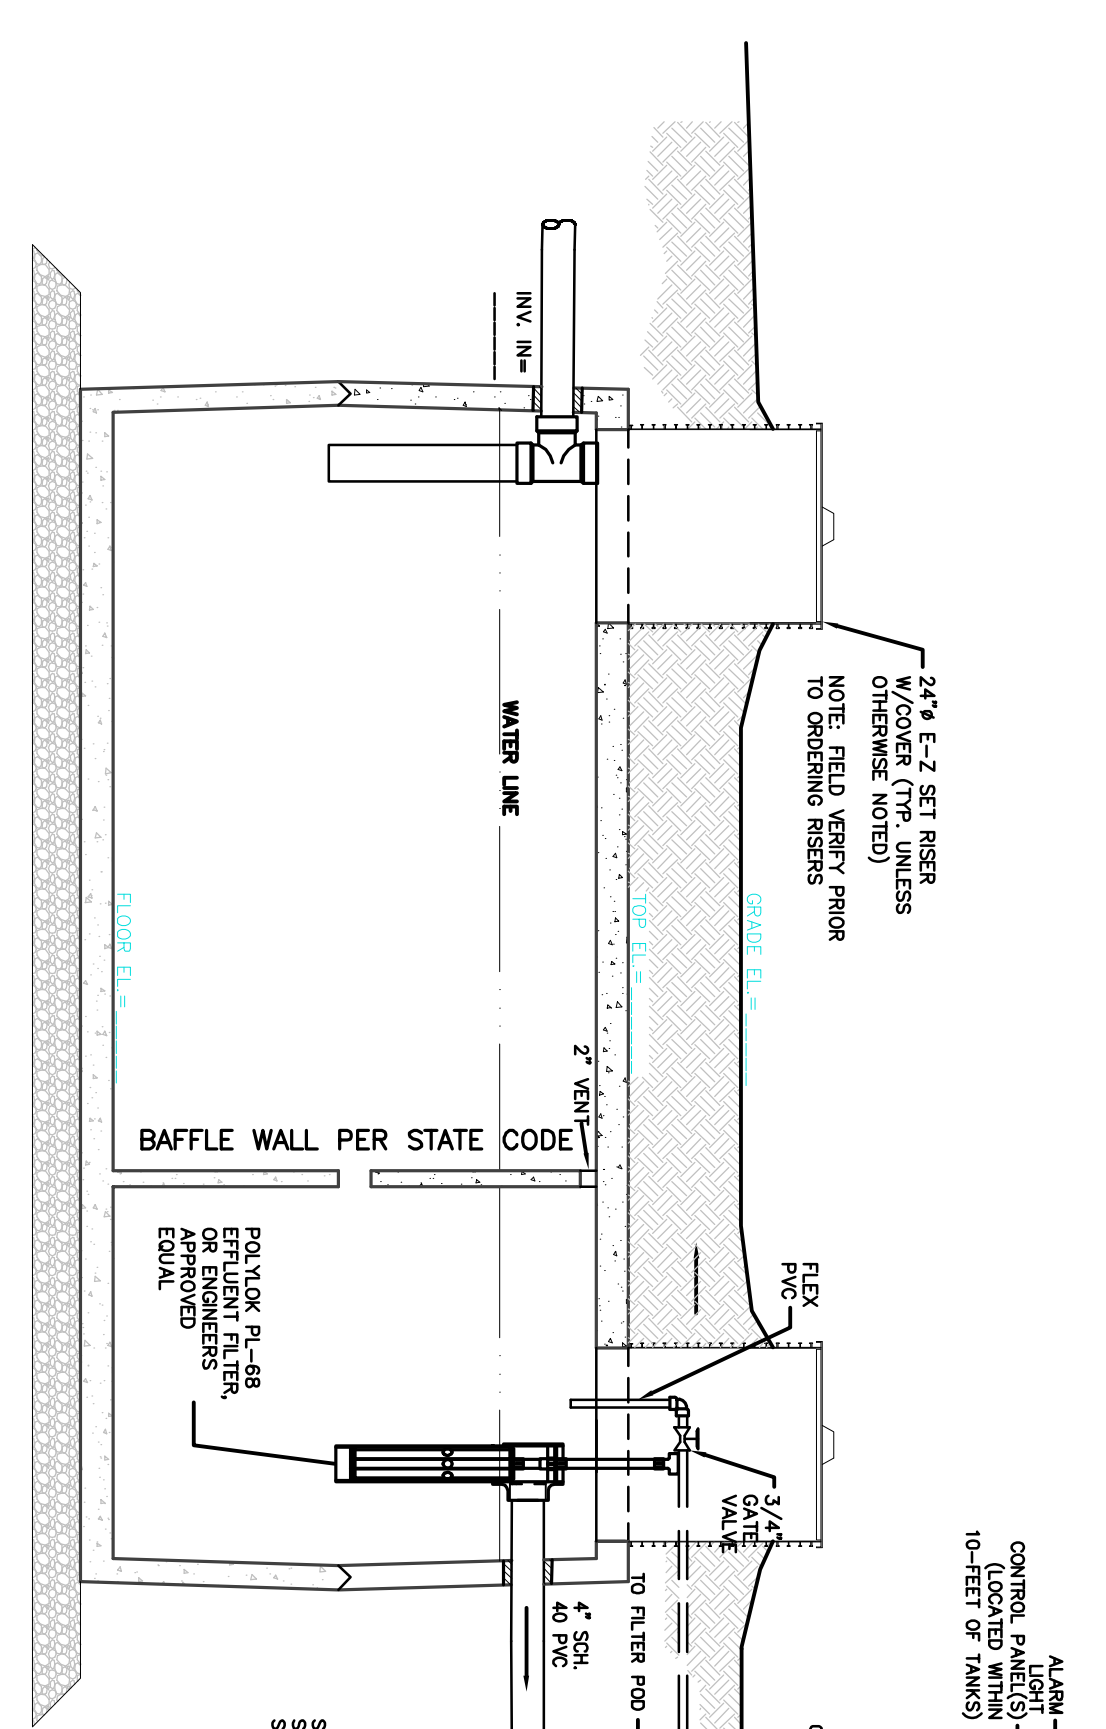 24"ø E-Z SET RISER
W/COVER (TYP. UNLESS
OTHERWISE NOTED)
NOTE: FIELD VERIFY PRIOR
TO ORDERING RISERS
INV. IN=
WATER LINE
GRADE EL.=
TOP EL.=
FLOOR EL.=
2" VENT
BAFFLE WALL PER STATE CODE
POLYLOK PL-68
EFFLUENT FILTER,
OR ENGINEERS
APPROVED
EQUAL
FLEX
PVC
3/4"
GATE
VALVE
TO FILTER POD
4" SCH.
40 PVC
ALARM
LIGHT
CONTROL PANEL(S)
(LOCATED WITHIN
10-FEET OF TANKS)
S
S
S